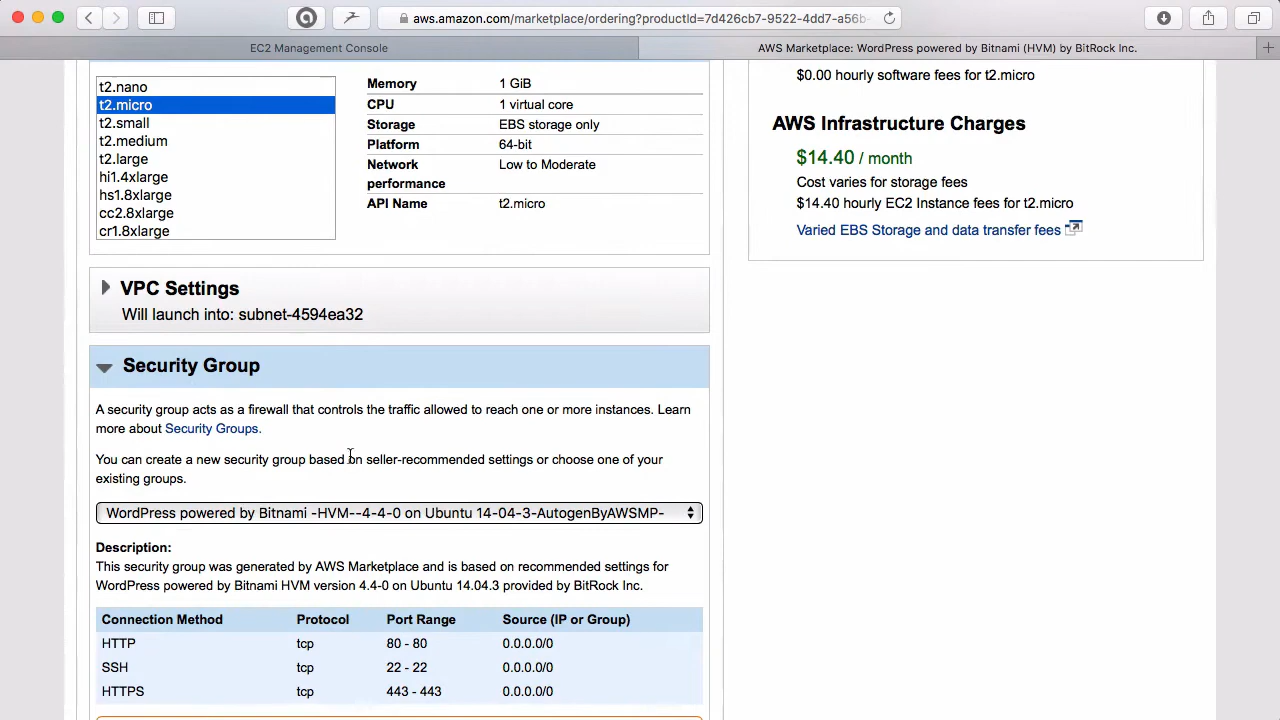 aws.amazon.com/marketplace/ordering?productId=7d426cb7-9522-4dd7-a56b-
EC2 Management Console
AWS Marketplace: WordPress powered by Bitnami (HVM) by BitRock Inc.
t2.nano
t2.micro
t2.small
t2.medium
t2.large
hi1.4xlarge
hs1.8xlarge
cc2.8xlarge
cr1.8xlarge
Memory 1 GiB
CPU 1 virtual core
Storage EBS storage only
Platform 64-bit
Network Low to Moderate
performance
API Name t2.micro
$0.00 hourly software fees for t2.micro
AWS Infrastructure Charges
$14.40 / month
Cost varies for storage fees
$14.40 hourly EC2 Instance fees for t2.micro
Varied EBS Storage and data transfer fees
VPC Settings
Will launch into: subnet-4594ea32
Security Group
A security group acts as a firewall that controls the traffic allowed to reach one or more instances. Learn
more about Security Groups.
You can create a new security group based on seller-recommended settings or choose one of your
existing groups.
WordPress powered by Bitnami -HVM--4-4-0 on Ubuntu 14-04-3-AutogenByAWSMP-
Description:
This security group was generated by AWS Marketplace and is based on recommended settings for
WordPress powered by Bitnami HVM version 4.4-0 on Ubuntu 14.04.3 provided by BitRock Inc.
Connection Method Protocol Port Range Source (IP or Group)
HTTP tcp 80 - 80 0.0.0.0/0
SSH tcp 22 - 22 0.0.0.0/0
HTTPS tcp 443 - 443 0.0.0.0/0